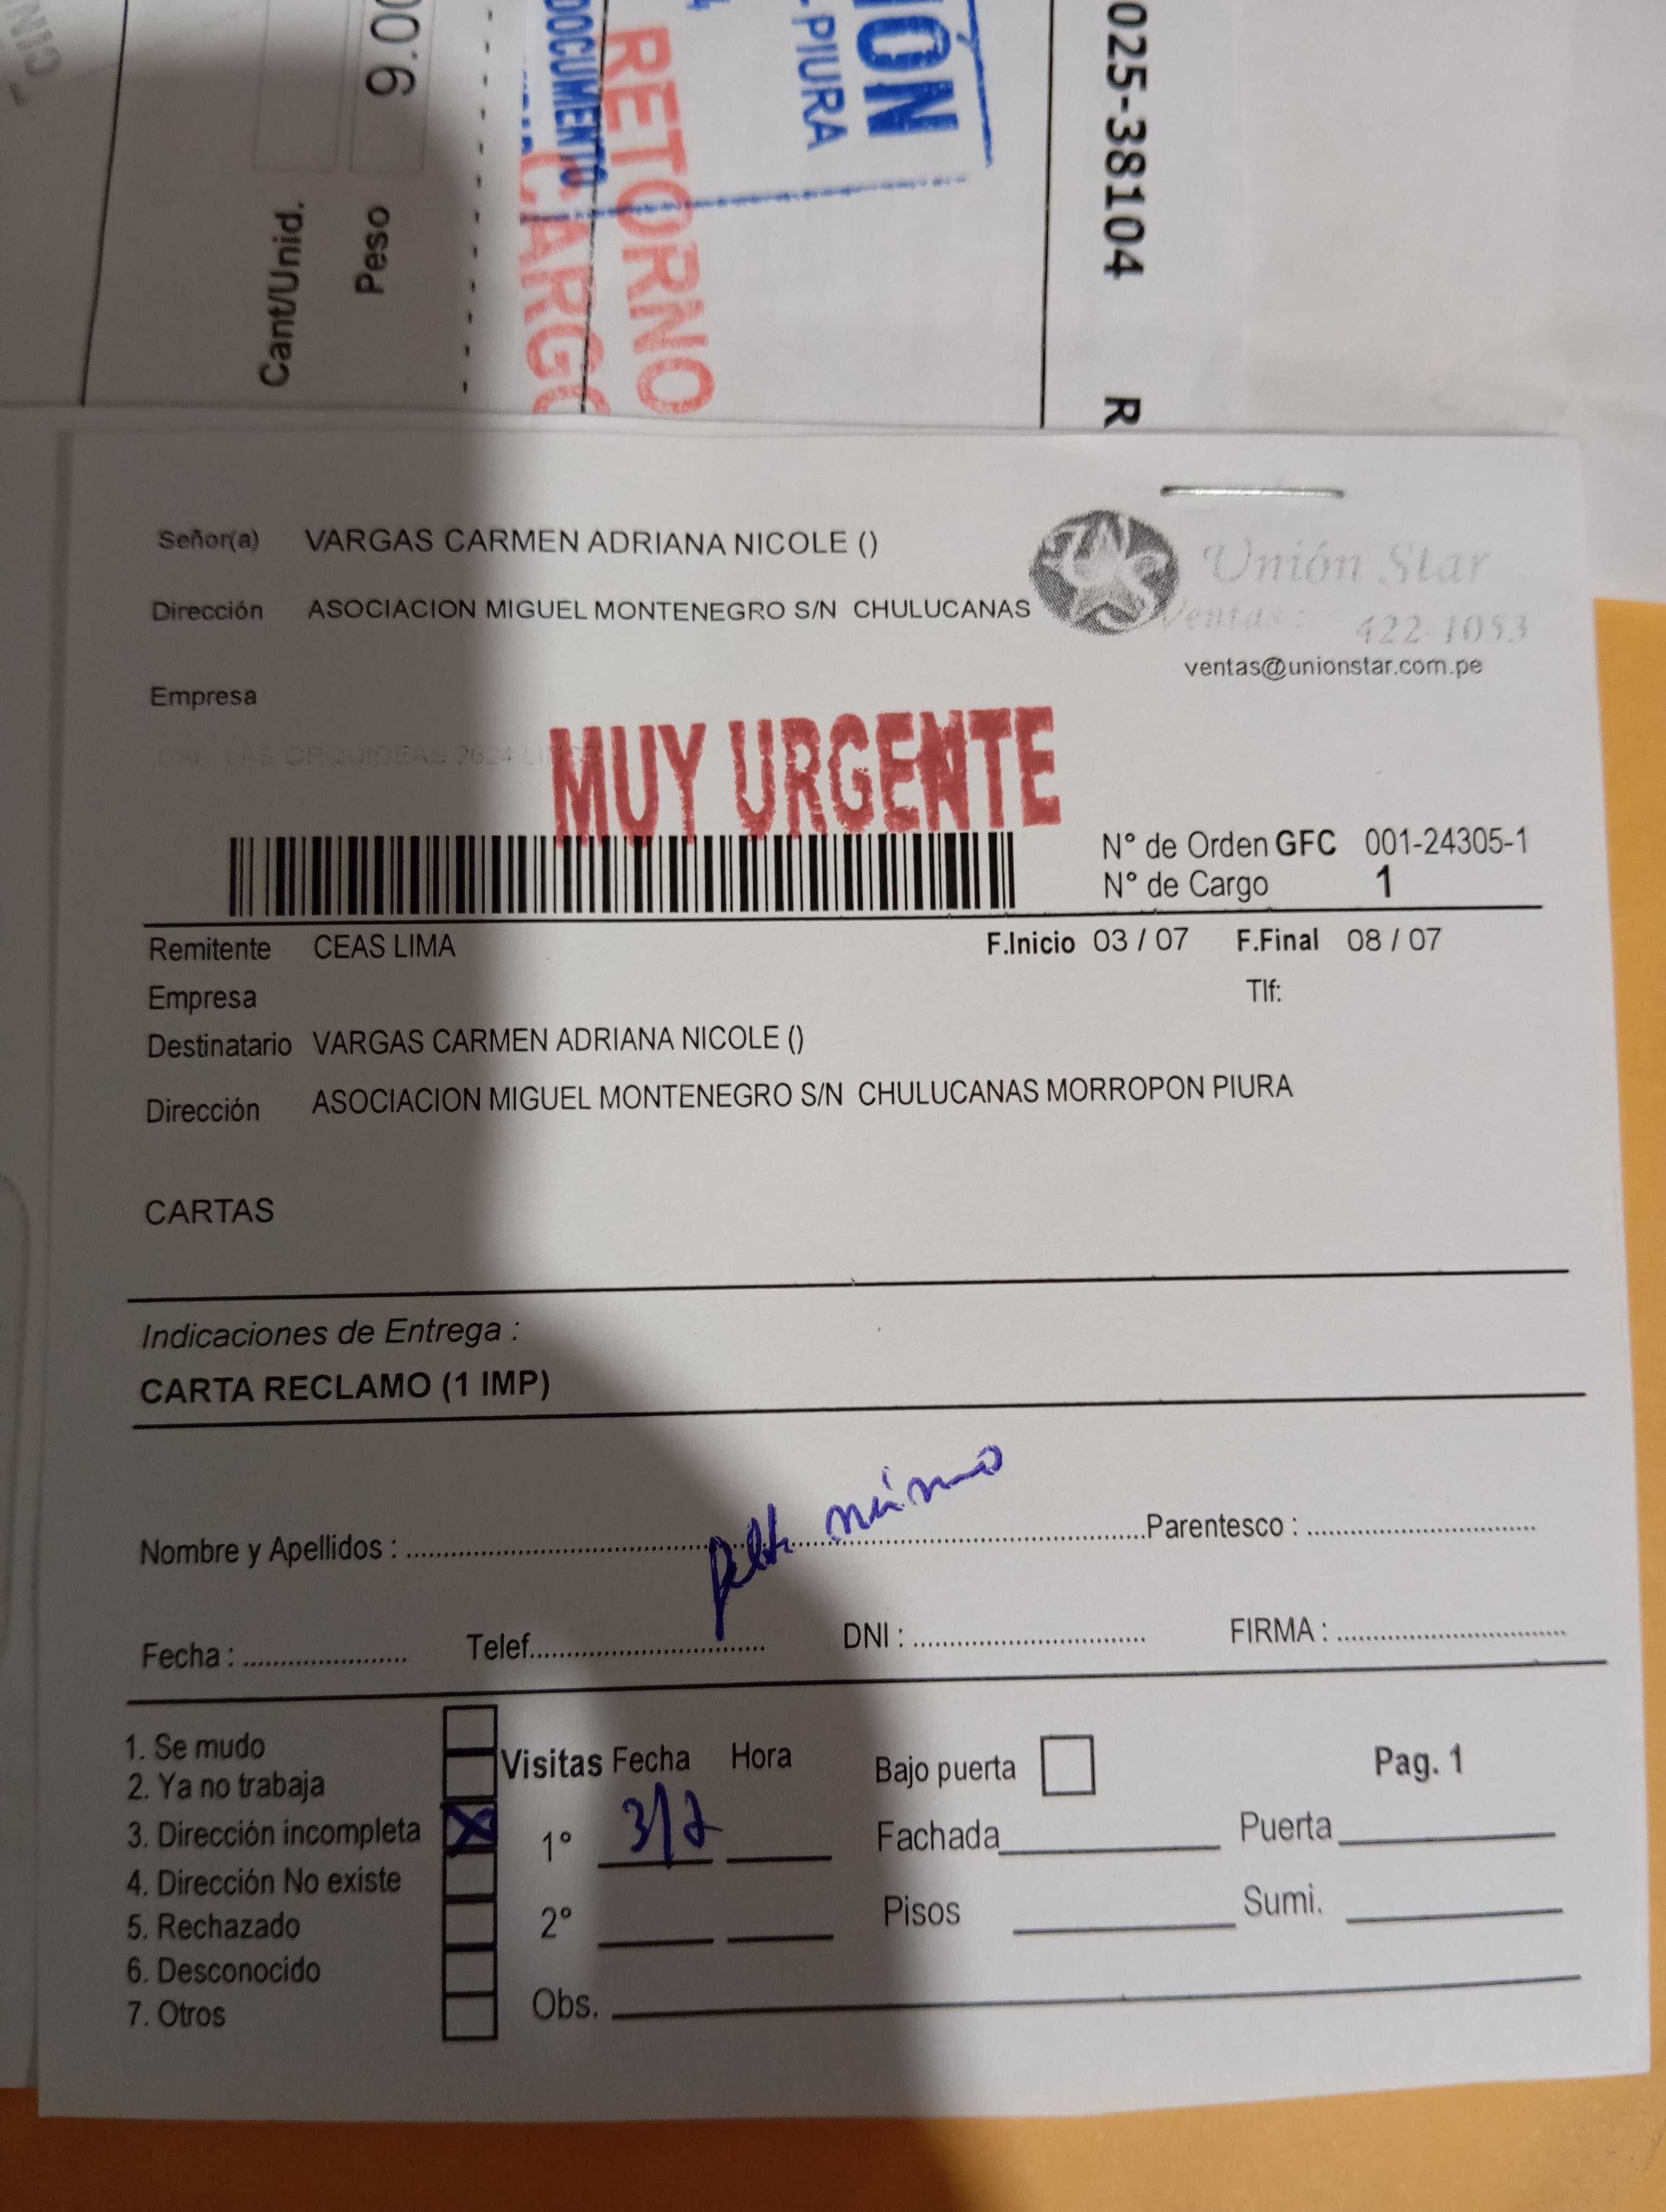 Cant/Unid.
Peso 9.00
DOCUMENTO
CARGO
RETORNO
PIURA
025-38104 R
Señor(a) VARGAS CARMEN ADRIANA NICOLE ()
Dirección ASOCIACION MIGUEL MONTENEGRO S/N CHULUCANAS
Unión Star
Ventas: 422-1053
ventas@unionstar.com.pe
Empresa
MUY URGENTE
N° de Orden GFC 001-24305-1
N° de Cargo 1
Remitente CEAS LIMA F.Inicio 03 / 07 F.Final 08 / 07
Empresa Tlf:
Destinatario VARGAS CARMEN ADRIANA NICOLE ()
Dirección ASOCIACION MIGUEL MONTENEGRO S/N CHULUCANAS MORROPON PIURA
CARTAS
Indicaciones de Entrega :
CARTA RECLAMO (1 IMP)
Nombre y Apellidos : Parentesco :
Fecha : Telef. DNI : FIRMA :
1. Se mudo
2. Ya no trabaja
3. Dirección incompleta
4. Dirección No existe
5. Rechazado
6. Desconocido
7. Otros
Visitas Fecha Hora
1°
2°
Obs.
Bajo puerta Pag. 1
Fachada Puerta
Pisos Sumi.